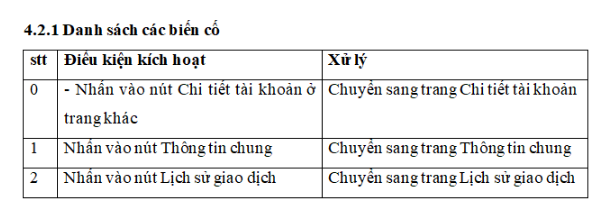 4.2.1 Danh sách các biến cố
stt Điều kiện kích hoạt Xử lý
0 - Nhấn vào nút Chi tiết tài khoản ở Chuyển sang trang Chi tiết tài khoản
trang khác
1 Nhấn vào nút Thông tin chung Chuyển sang trang Thông tin chung
2 Nhấn vào nút Lịch sử giao dịch Chuyển sang trang Lịch sử giao dịch